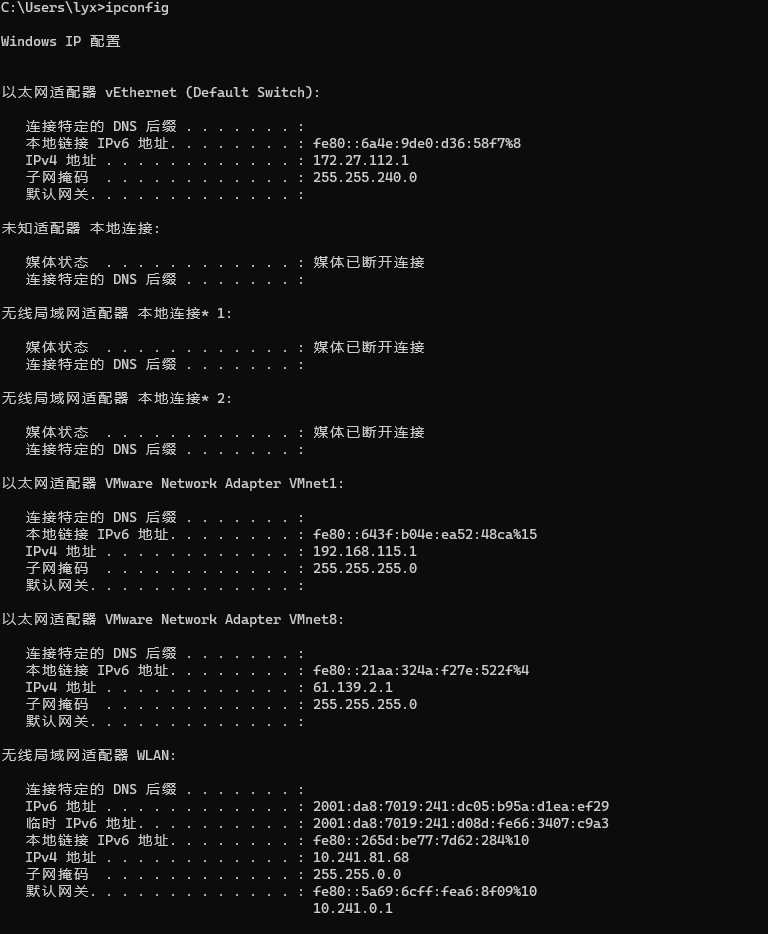 C:\Users\lyx>ipconfig
Windows IP 配置
以太网适配器 vEthernet (Default Switch):
连接特定的 DNS 后缀 . . . . . . . :
本地链接 IPv6 地址. . . . . . . . : fe80::6a4e:9de0:d36:58f7%8
IPv4 地址 . . . . . . . . . . . . : 172.27.112.1
子网掩码  . . . . . . . . . . . . : 255.255.240.0
默认网关. . . . . . . . . . . . . :
未知适配器 本地连接:
媒体状态  . . . . . . . . . . . . : 媒体已断开连接
连接特定的 DNS 后缀 . . . . . . . :
无线局域网适配器 本地连接* 1:
媒体状态  . . . . . . . . . . . . : 媒体已断开连接
连接特定的 DNS 后缀 . . . . . . . :
无线局域网适配器 本地连接* 2:
媒体状态  . . . . . . . . . . . . : 媒体已断开连接
连接特定的 DNS 后缀 . . . . . . . :
以太网适配器 VMware Network Adapter VMnet1:
连接特定的 DNS 后缀 . . . . . . . :
本地链接 IPv6 地址. . . . . . . . : fe80::643f:b04e:ea52:48ca%15
IPv4 地址 . . . . . . . . . . . . : 192.168.115.1
子网掩码  . . . . . . . . . . . . : 255.255.255.0
默认网关. . . . . . . . . . . . . :
以太网适配器 VMware Network Adapter VMnet8:
连接特定的 DNS 后缀 . . . . . . . :
本地链接 IPv6 地址. . . . . . . . : fe80::21aa:324a:f27e:522f%4
IPv4 地址 . . . . . . . . . . . . : 61.139.2.1
子网掩码  . . . . . . . . . . . . : 255.255.255.0
默认网关. . . . . . . . . . . . . :
无线局域网适配器 WLAN:
连接特定的 DNS 后缀 . . . . . . . :
IPv6 地址 . . . . . . . . . . . . : 2001:da8:7019:241:dc05:b95a:d1ea:ef29
临时 IPv6 地址. . . . . . . . . . : 2001:da8:7019:241:d08d:fe66:3407:c9a3
本地链接 IPv6 地址. . . . . . . . : fe80::265d:be77:7d62:284%10
IPv4 地址 . . . . . . . . . . . . : 10.241.81.68
子网掩码  . . . . . . . . . . . . : 255.255.0.0
默认网关. . . . . . . . . . . . . : fe80::5a69:6cff:fea6:8f09%10
10.241.0.1